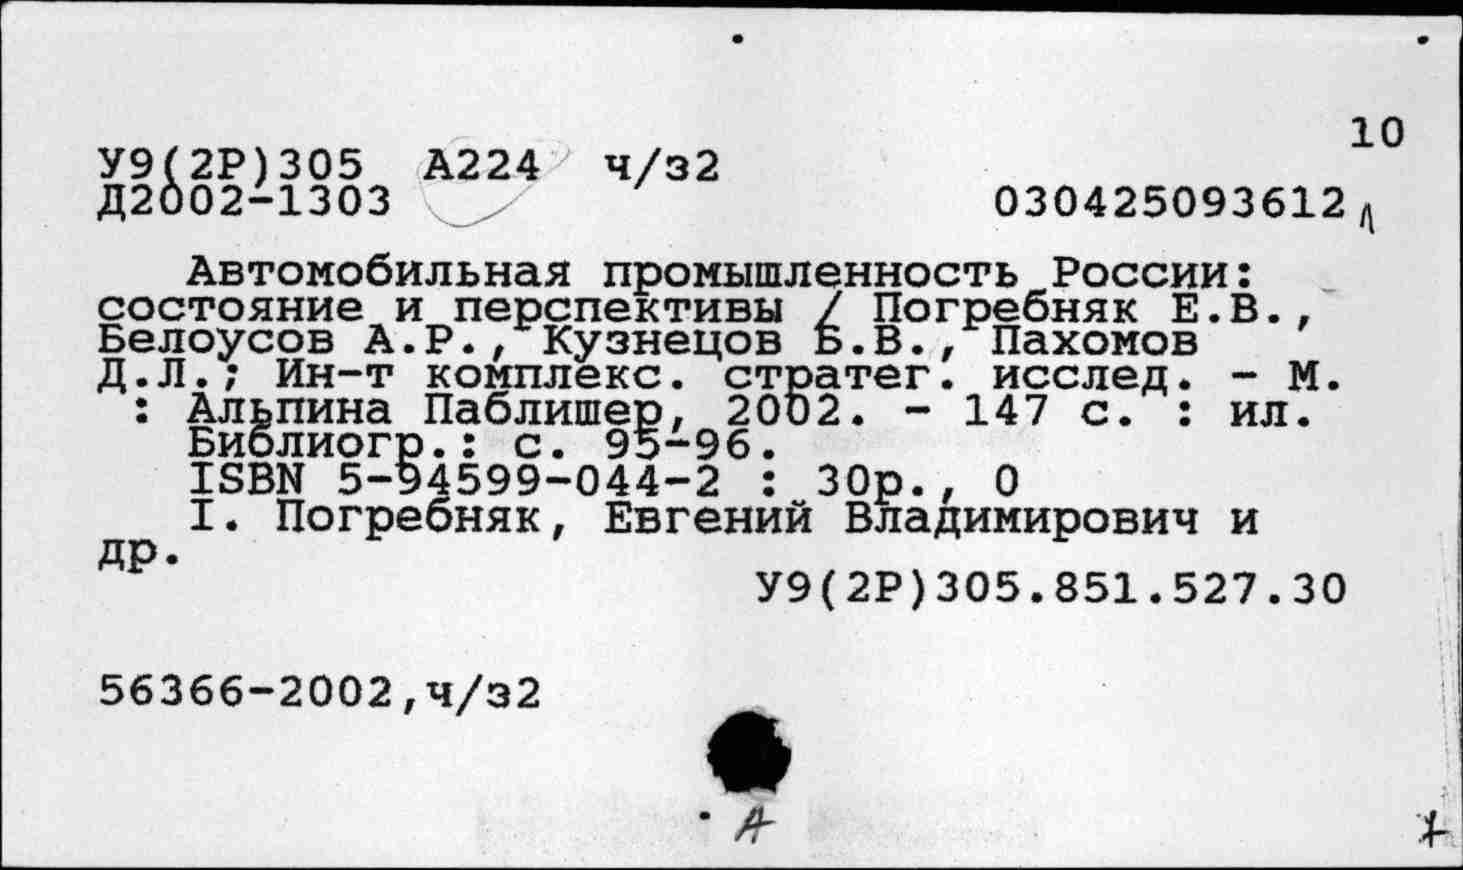 10
У9(2Р)305 А224 ч/з2
Д2002-1303 030425093612 Д
Автомобильная промышленность России:
состояние и перспективы / Погребняк Е.В.,
Белоусов А.Р., Кузнецов Б.В., Пахомов
Д.Л.; Ин-т комплекс. стратег. исслед. - М.
: Альпина Паблишер, 2002. - 147 с. : ил.
Библиогр.: с. 95-96.
ISBN 5-94599-044-2 : 30р., 0
I. Погребняк, Евгений Владимирович и
др.
У9(2Р)305.851.527.30
56366-2002,ч/з2
А